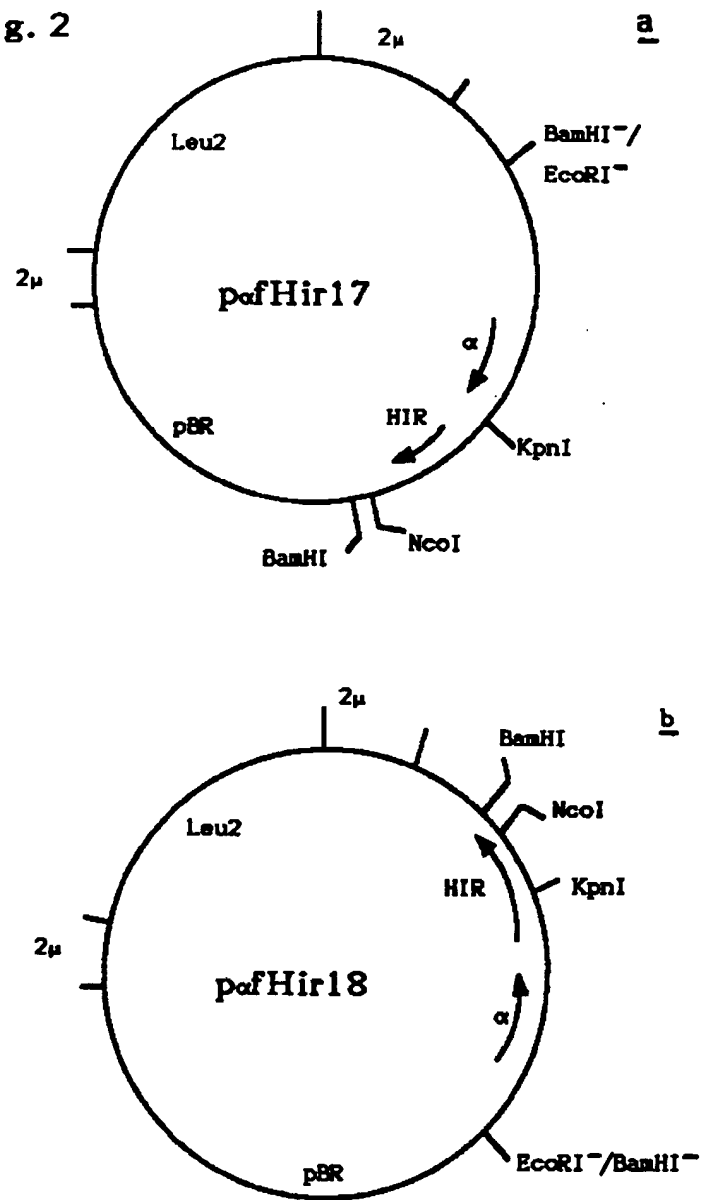 g. 2
a
2µ
BamHI⁻/
EcoRI⁻
Leu2
2µ
pαfHir17
α
HIR
pBR
KpnI
NcoI
BamHI
b
2µ
BamHI
NcoI
Leu2
HIR
KpnI
2µ
pαfHir18
α
EcoRI⁻/BamHI⁻
pBR